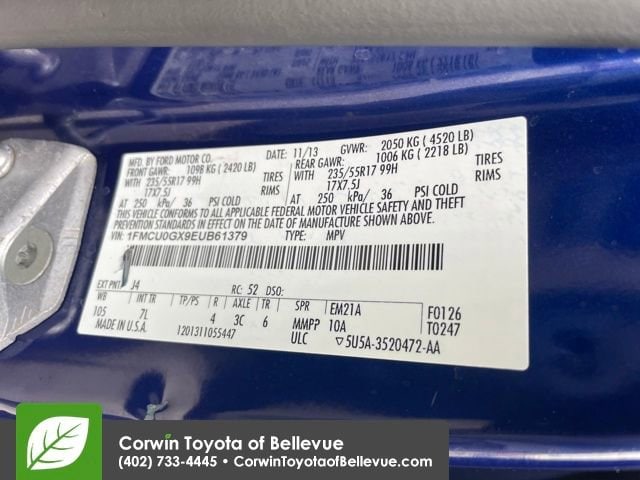 MFD. BY FORD MOTOR CO.
DATE: 11/13 GVWR: 2050 KG ( 4520 LB)
FRONT GAWR: 1098 KG ( 2420 LB)
REAR GAWR: 1006 KG ( 2218 LB)
WITH 235/55R17 99H TIRES
WITH 235/55R17 99H TIRES
17X7.5J RIMS
17X7.5J RIMS
AT 250 kPa/ 36 PSI COLD
AT 250 kPa/ 36 PSI COLD
THIS VEHICLE CONFORMS TO ALL APPLICABLE FEDERAL MOTOR VEHICLE SAFETY AND THEFT
PREVENTION STANDARDS IN EFFECT ON THE DATE OF MANUFACTURE SHOWN ABOVE.
VIN: 1FMCU0GX9EUB61379 TYPE: MPV
EXT PNT: J4 RC: 52 DSO:
WB INT TR TP/PS R AXLE TR SPR EM21A F0126
105 7L 4 3C 6 MMPP 10A T0247
MADE IN U.S.A. 1201311055447 ULC ▽5U5A-3520472-AA
Corwin Toyota of Bellevue
(402) 733-4445 • CorwinToyotaofBellevue.com